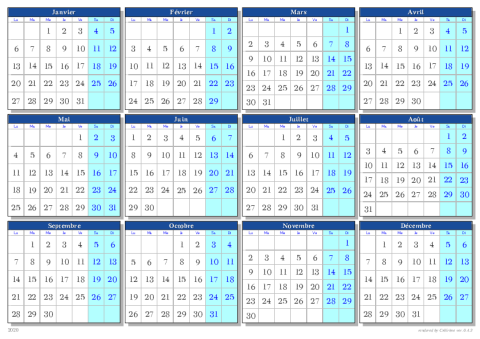 Janvier
Lu Ma Me Je Ve Sa Di
1 2 3 4 5
6 7 8 9 10 11 12
13 14 15 16 17 18 19
20 21 22 23 24 25 26
27 28 29 30 31
Février
Lu Ma Me Je Ve Sa Di
1 2
3 4 5 6 7 8 9
10 11 12 13 14 15 16
17 18 19 20 21 22 23
24 25 26 27 28 29
Mars
Lu Ma Me Je Ve Sa Di
1
2 3 4 5 6 7 8
9 10 11 12 13 14 15
16 17 18 19 20 21 22
23 24 25 26 27 28 29
30 31
Avril
Lu Ma Me Je Ve Sa Di
1 2 3 4 5
6 7 8 9 10 11 12
13 14 15 16 17 18 19
20 21 22 23 24 25 26
27 28 29 30
Mai
Lu Ma Me Je Ve Sa Di
1 2 3
4 5 6 7 8 9 10
11 12 13 14 15 16 17
18 19 20 21 22 23 24
25 26 27 28 29 30 31
Juin
Lu Ma Me Je Ve Sa Di
1 2 3 4 5 6 7
8 9 10 11 12 13 14
15 16 17 18 19 20 21
22 23 24 25 26 27 28
29 30
Juillet
Lu Ma Me Je Ve Sa Di
1 2 3 4 5
6 7 8 9 10 11 12
13 14 15 16 17 18 19
20 21 22 23 24 25 26
27 28 29 30 31
Août
Lu Ma Me Je Ve Sa Di
1 2
3 4 5 6 7 8 9
10 11 12 13 14 15 16
17 18 19 20 21 22 23
24 25 26 27 28 29 30
31
Septembre
Lu Ma Me Je Ve Sa Di
1 2 3 4 5 6
7 8 9 10 11 12 13
14 15 16 17 18 19 20
21 22 23 24 25 26 27
28 29 30
Octobre
Lu Ma Me Je Ve Sa Di
1 2 3 4
5 6 7 8 9 10 11
12 13 14 15 16 17 18
19 20 21 22 23 24 25
26 27 28 29 30 31
Novembre
Lu Ma Me Je Ve Sa Di
1
2 3 4 5 6 7 8
9 10 11 12 13 14 15
16 17 18 19 20 21 22
23 24 25 26 27 28 29
30
Décembre
Lu Ma Me Je Ve Sa Di
1 2 3 4 5 6
7 8 9 10 11 12 13
14 15 16 17 18 19 20
21 22 23 24 25 26 27
28 29 30 31
2020